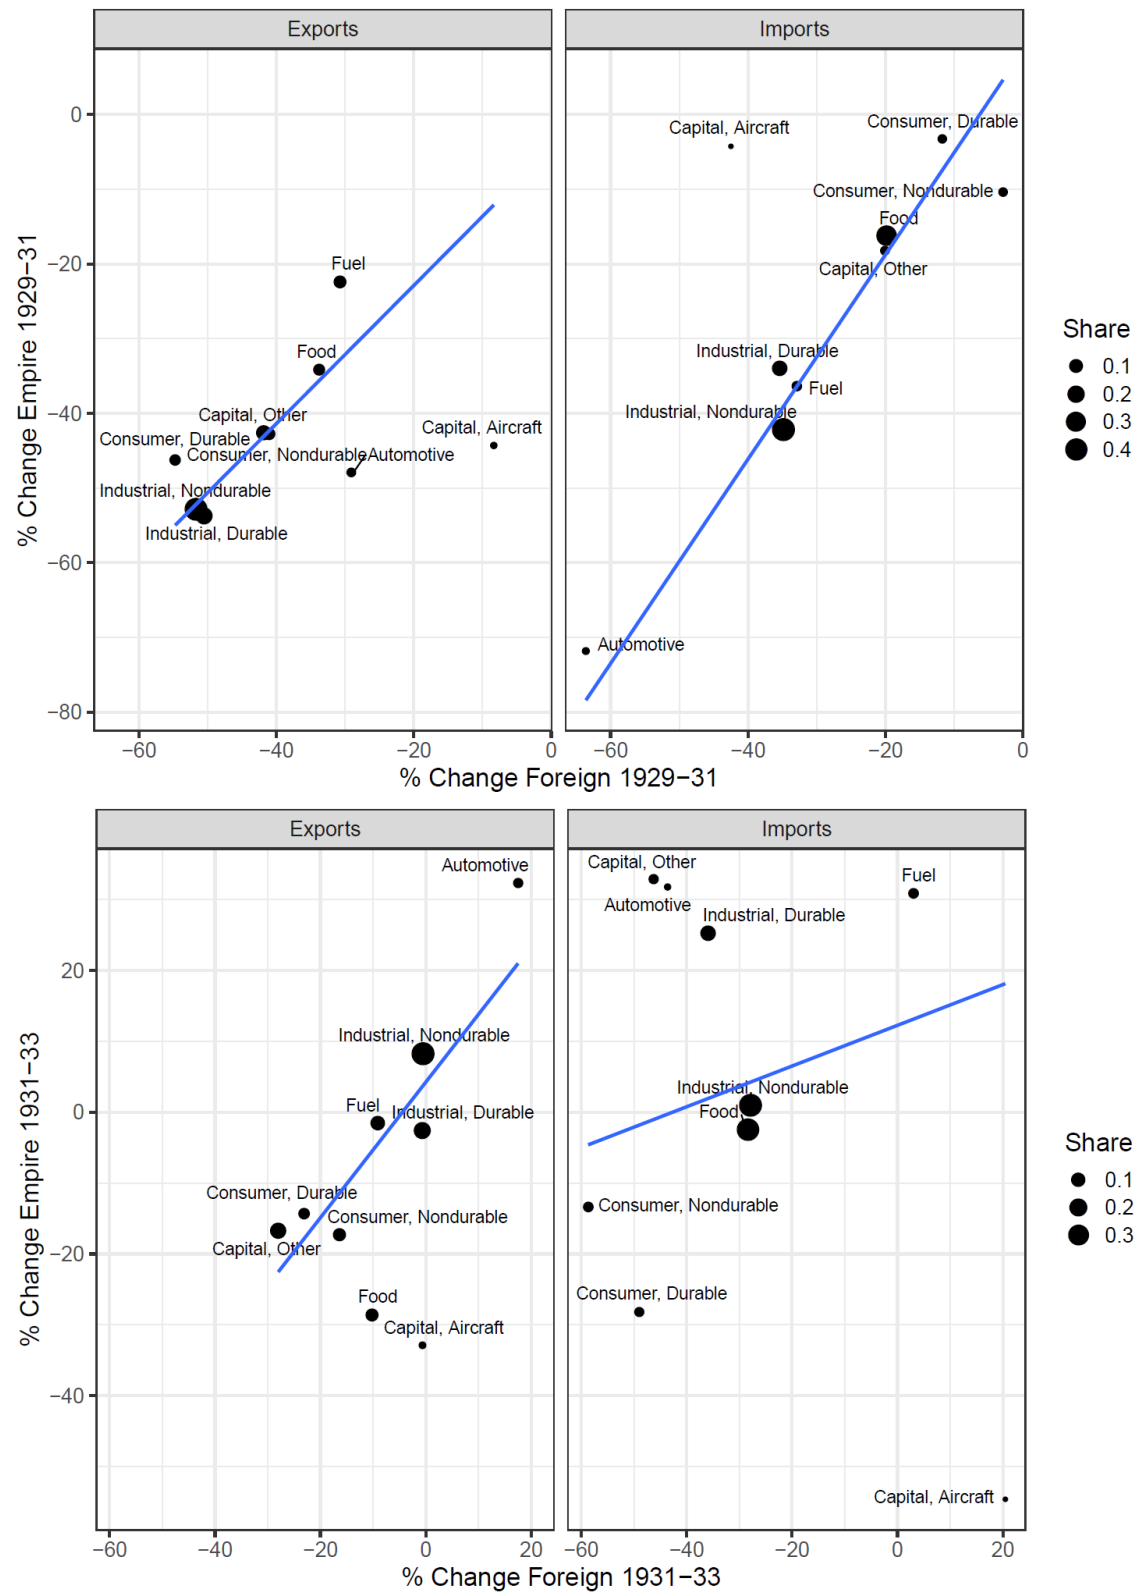 Exports
Imports
% Change Empire 1929−31
0
−20
−40
−60
−80
Fuel
Food
Capital, Other
Consumer, Durable
Capital, Aircraft
Consumer, Nondurable
Automotive
Industrial, Nondurable
Industrial, Durable
−60
−40
−20
0
Capital, Aircraft
Consumer, Durable
Consumer, Nondurable
Food
Capital, Other
Industrial, Durable
Fuel
Industrial, Nondurable
Automotive
−60
−40
−20
0
% Change Foreign 1929−31
Share
0.1
0.2
0.3
0.4
Exports
Imports
% Change Empire 1931−33
20
0
−20
−40
Automotive
Industrial, Nondurable
Fuel
Industrial, Durable
Consumer, Durable
Consumer, Nondurable
Capital, Other
Food
Capital, Aircraft
−60
−40
−20
0
20
Capital, Other
Fuel
Automotive
Industrial, Durable
Industrial, Nondurable
Food
Consumer, Nondurable
Consumer, Durable
Capital, Aircraft
−60
−40
−20
0
20
% Change Foreign 1931−33
Share
0.1
0.2
0.3